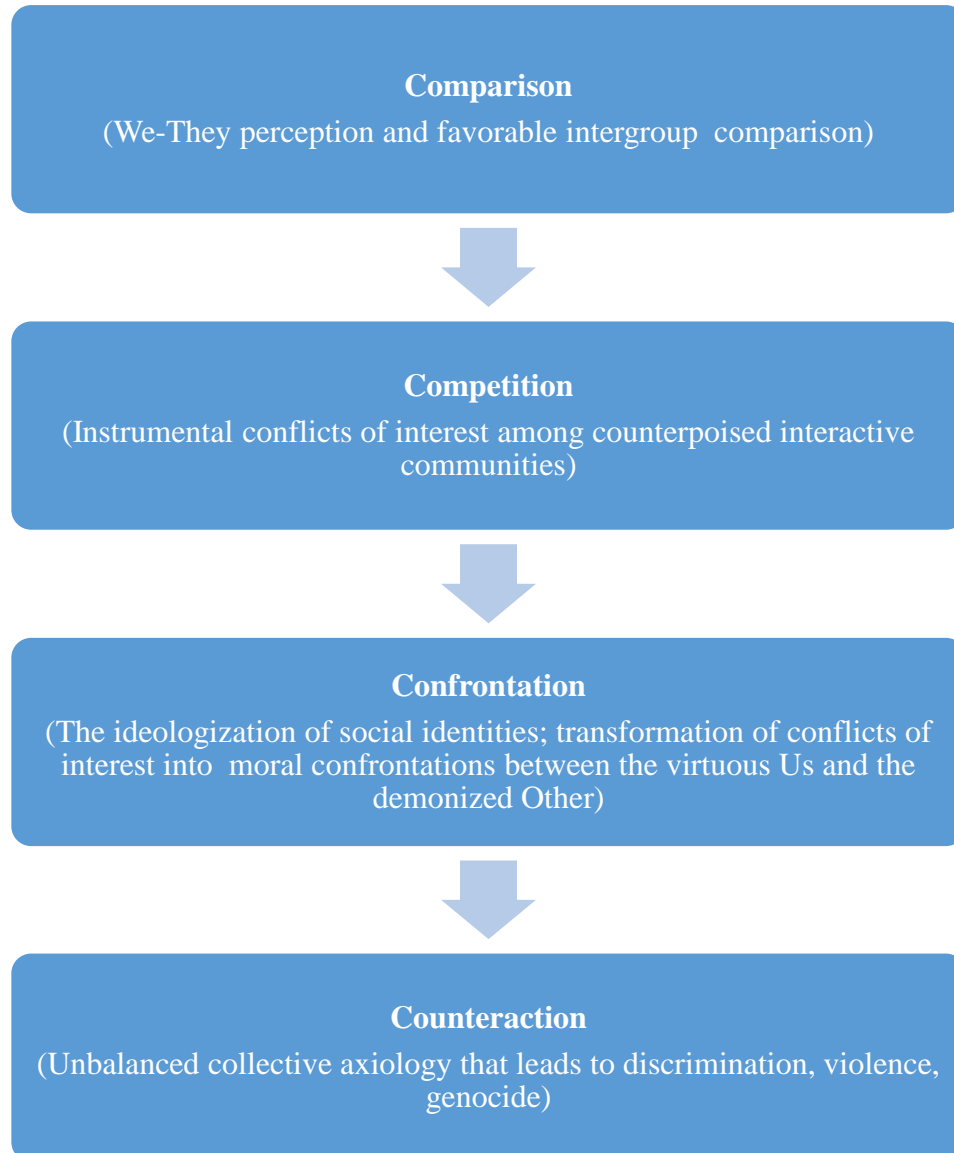 Comparison
(We-They perception and favorable intergroup  comparison)
Competition
(Instrumental conflicts of interest among counterpoised interactive
communities)
Confrontation
(The ideologization of social identities; transformation of conflicts of
interest into  moral confrontations between the virtuous Us and the
demonized Other)
Counteraction
(Unbalanced collective axiology that leads to discrimination, violence,
genocide)